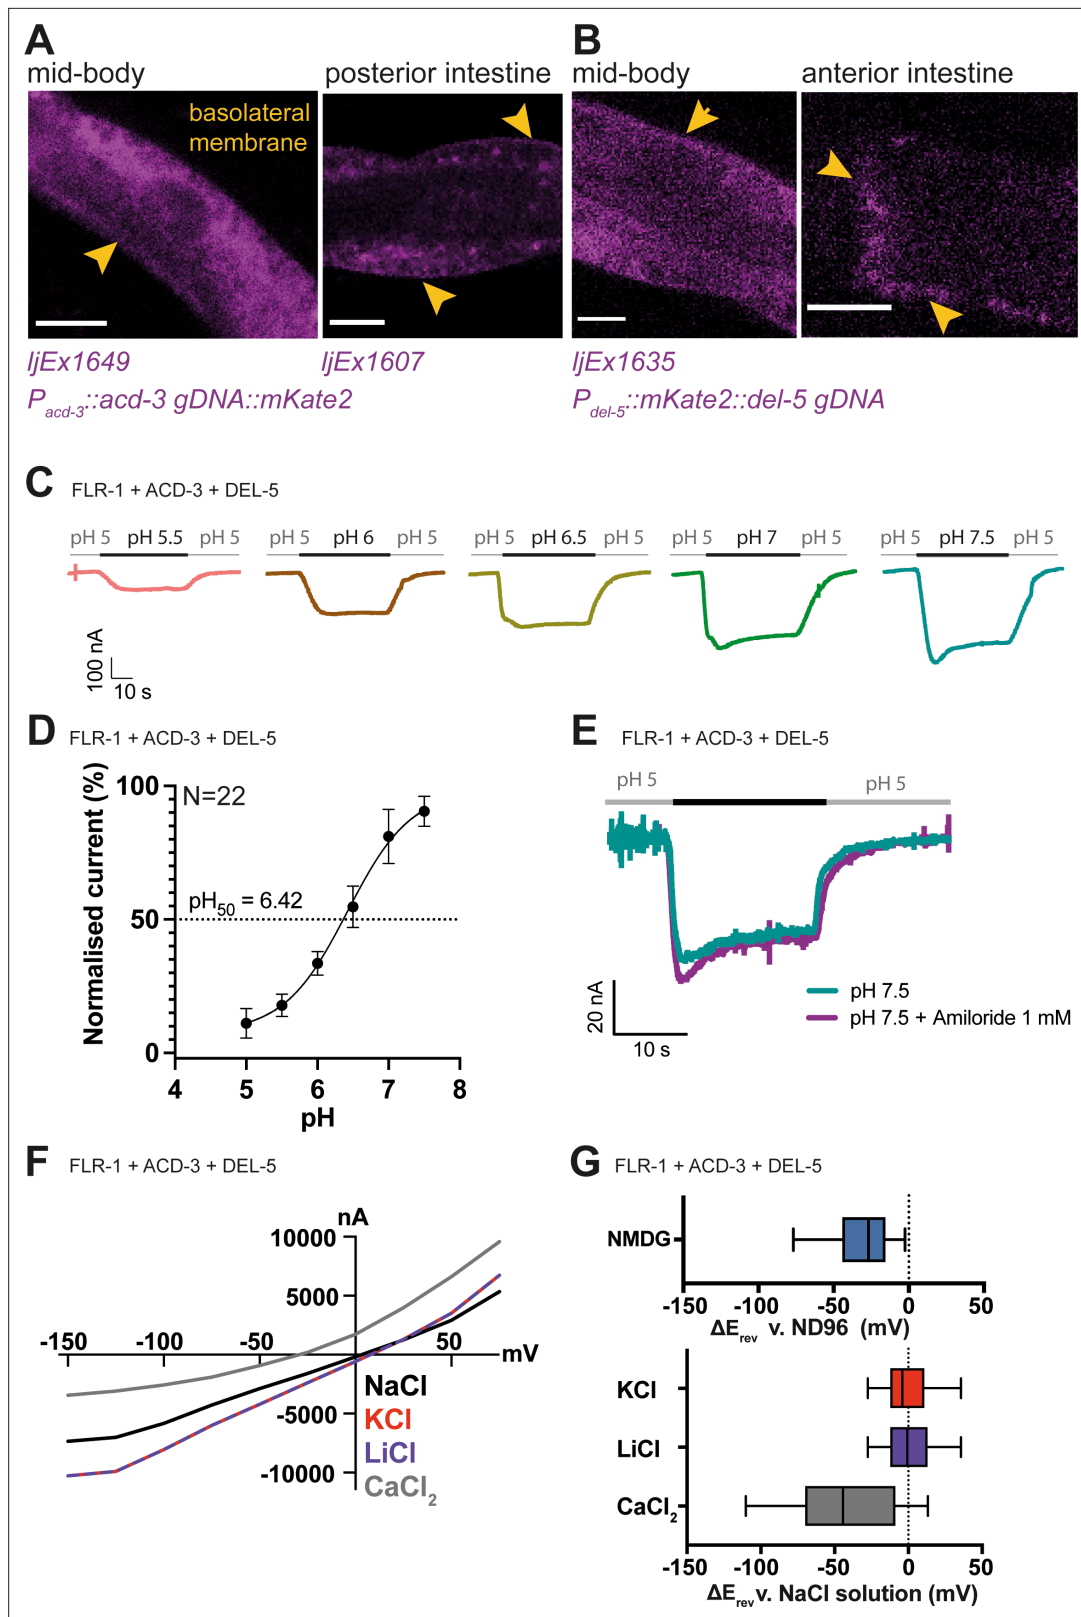 A
B
mid-body
posterior intestine
mid-body
anterior intestine
basolateral
membrane
ljEx1649
ljEx1607
ljEx1635
Pacd-3::acd-3 gDNA::mKate2
Pdel-5::mKate2::del-5 gDNA
C FLR-1 + ACD-3 + DEL-5
pH 5 pH 5.5 pH 5
pH 5 pH 6 pH 5
pH 5 pH 6.5 pH 5
pH 5 pH 7 pH 5
pH 5 pH 7.5 pH 5
100 nA
10 s
D FLR-1 + ACD-3 + DEL-5
Normalised current (%)
100
50
0
N=22
pH50 = 6.42
4 5 6 7 8
pH
E FLR-1 + ACD-3 + DEL-5
pH 5
pH 5
20 nA
10 s
pH 7.5
pH 7.5 + Amiloride 1 mM
F FLR-1 + ACD-3 + DEL-5
nA
10000
5000
-150 -100 -50 50
mV
-5000
-10000
NaCl
KCl
LiCl
CaCl2
G FLR-1 + ACD-3 + DEL-5
NMDG
-150 -100 -50 0 50
ΔErev v. ND96 (mV)
KCl
LiCl
CaCl2
-150 -100 -50 0 50
ΔErev v. NaCl solution (mV)